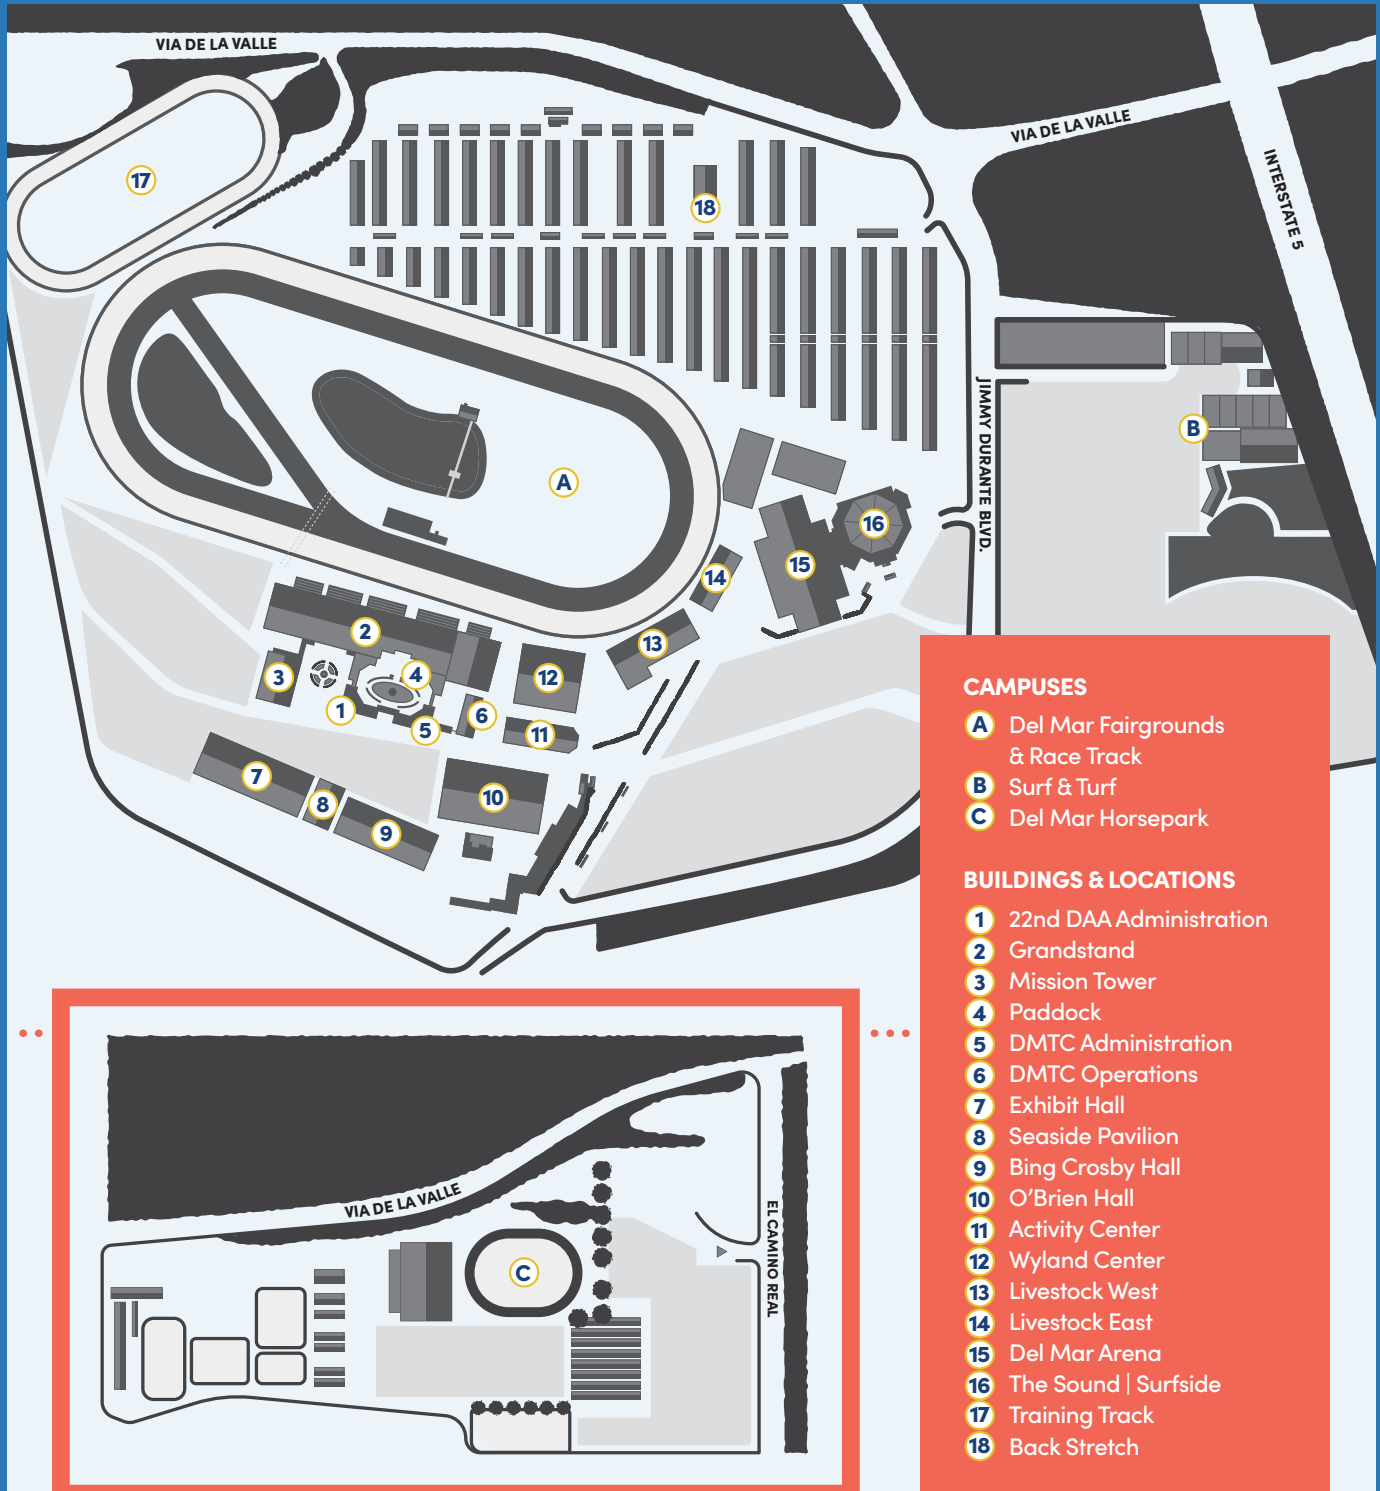 VIA DE LA VALLE
VIA DE LA VALLE
INTERSTATE 5
17
18
JIMMY DURANTE BLVD.
B
A
16
15
14
2
13
4
3
12
1
6
5
11
7
10
8
9
CAMPUSES
A Del Mar Fairgrounds
& Race Track
B Surf & Turf
C Del Mar Horsepark
BUILDINGS & LOCATIONS
1 22nd DAA Administration
2 Grandstand
3 Mission Tower
4 Paddock
5 DMTC Administration
6 DMTC Operations
7 Exhibit Hall
8 Seaside Pavilion
9 Bing Crosby Hall
10 O’Brien Hall
11 Activity Center
12 Wyland Center
13 Livestock West
14 Livestock East
15 Del Mar Arena
16 The Sound | Surfside
17 Training Track
18 Back Stretch
VIA DE LA VALLE
EL CAMINO REAL
C